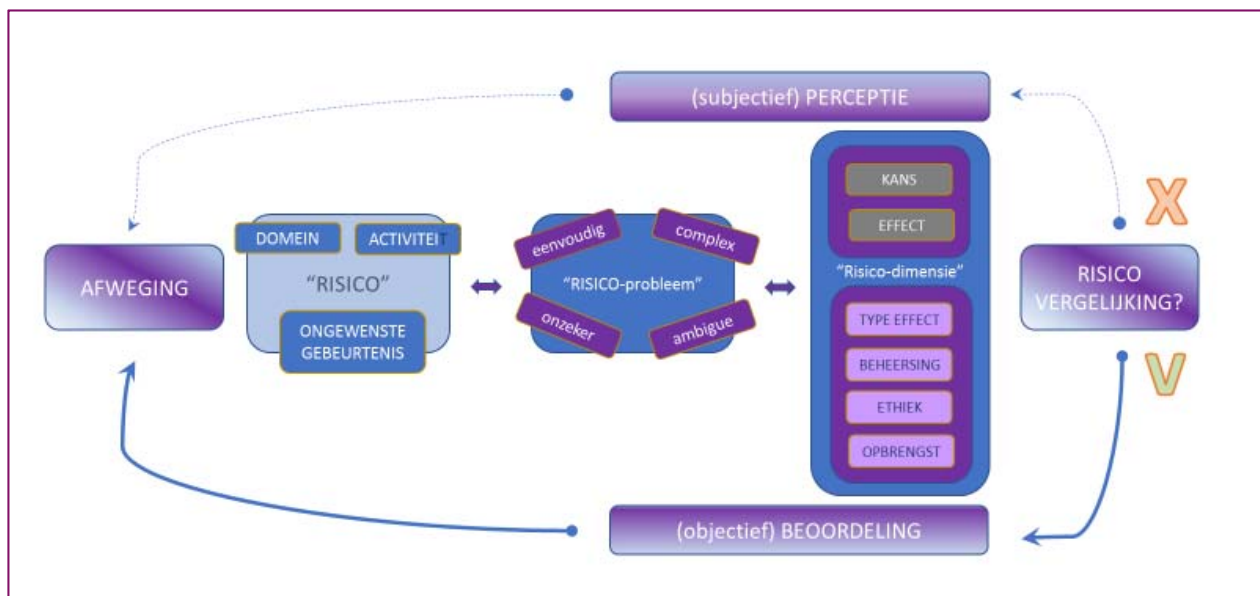 (subjectief) PERCEPTIE
AFWEGING
DOMEIN
ACTIVITEIT
“RISICO”
ONGEWENSTE
GEBEURTENIS
eenvoudig
complex
“RISICO-probleem”
onzeker
ambigue
KANS
EFFECT
“Risico-dimensie”
TYPE EFFECT
BEHEERSING
ETHIEK
OPBRENGST
X
RISICO
VERGELIJKING?
V
(objectief) BEOORDELING